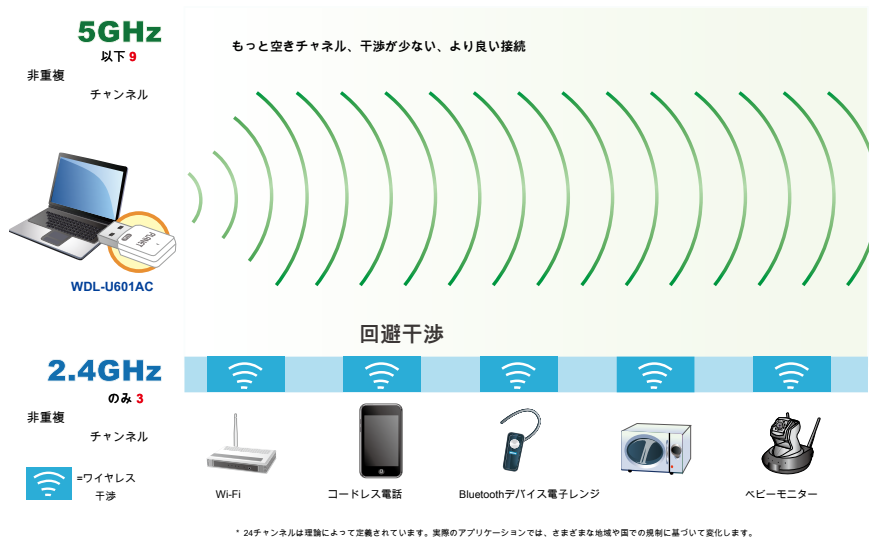 5GHz
以下 9
非重複
チャンネル
もっと空きチャネル、干渉が少ない、より良い接続
PLANET
WDL-U601AC
回避干渉
2.4GHz
のみ 3
非重複
チャンネル
=ワイヤレス
干渉
Wi-Fi
コードレス電話
Bluetoothデバイス電子レンジ
ベビーモニター
* 24チャンネルは理論によって定義されています。実際のアプリケーションでは、さまざまな地域や国での規制に基づいて変化します。